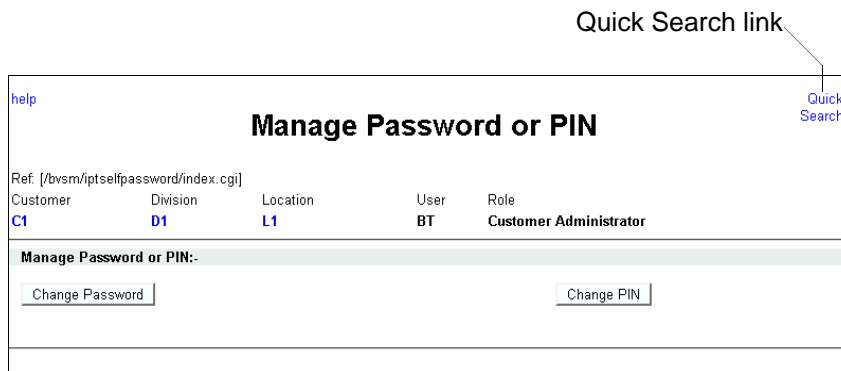 Quick Search link
help
Quick
Search
Manage Password or PIN
Ref: [/bvsm/iptselfpassword/index.cgi]
Customer Division Location User Role
C1 D1 L1 BT Customer Administrator
Manage Password or PIN:-
Change Password Change PIN